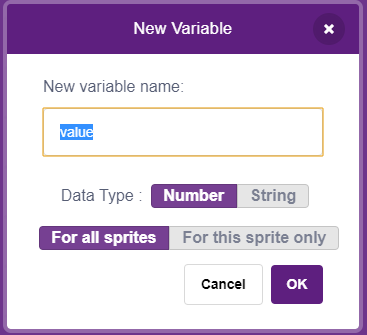 New Variable
New variable name:
value
Data Type : Number String
For all sprites For this sprite only
Cancel OK